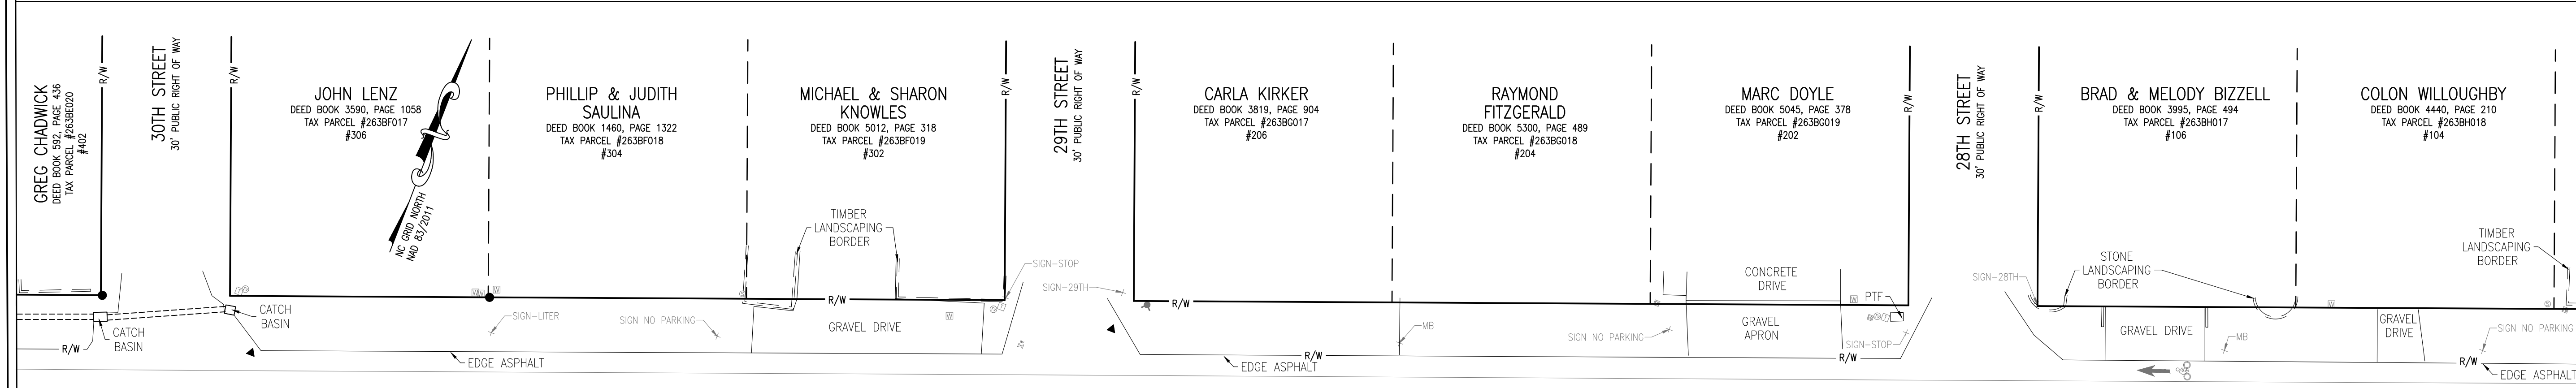 GREG CHADWICK
DEED BOOK 592, PAGE 436
TAX PARCEL #263BE020
#402
R/W
30TH STREET
30' PUBLIC RIGHT OF WAY
R/W
JOHN LENZ
DEED BOOK 3590, PAGE 1058
TAX PARCEL #263BF017
#306
NC GRID NORTH
NAD 83/2011
PHILLIP & JUDITH
SAULINA
DEED BOOK 1460, PAGE 1322
TAX PARCEL #263BF018
#304
MICHAEL & SHARON
KNOWLES
DEED BOOK 5012, PAGE 318
TAX PARCEL #263BF019
#302
R/W
29TH STREET
30' PUBLIC RIGHT OF WAY
R/W
CARLA KIRKER
DEED BOOK 3819, PAGE 904
TAX PARCEL #263BG017
#206
RAYMOND
FITZGERALD
DEED BOOK 5300, PAGE 489
TAX PARCEL #263BG018
#204
MARC DOYLE
DEED BOOK 5045, PAGE 378
TAX PARCEL #263BG019
#202
R/W
28TH STREET
30' PUBLIC RIGHT OF WAY
R/W
BRAD & MELODY BIZZELL
DEED BOOK 3995, PAGE 494
TAX PARCEL #263BH017
#106
COLON WILLOUGHBY
DEED BOOK 4440, PAGE 210
TAX PARCEL #263BH018
#104
CATCH
BASIN
R/W
CATCH
BASIN
EDGE ASPHALT
W
W
SIGN-LITER
SIGN NO PARKING
TIMBER
LANDSCAPING
BORDER
R/W
GRAVEL DRIVE
W
SIGN-STOP
SIGN-29TH
R/W
EDGE ASPHALT
R/W
MB
SIGN NO PARKING
CONCRETE
DRIVE
GRAVEL
APRON
W
PTF
SIGN-STOP
R/W
SIGN-28TH
STONE
LANDSCAPING
BORDER
GRAVEL DRIVE
MB
W
GRAVEL
DRIVE
TIMBER
LANDSCAPING
BORDER
SIGN NO PARKING
R/W
EDGE ASPHALT